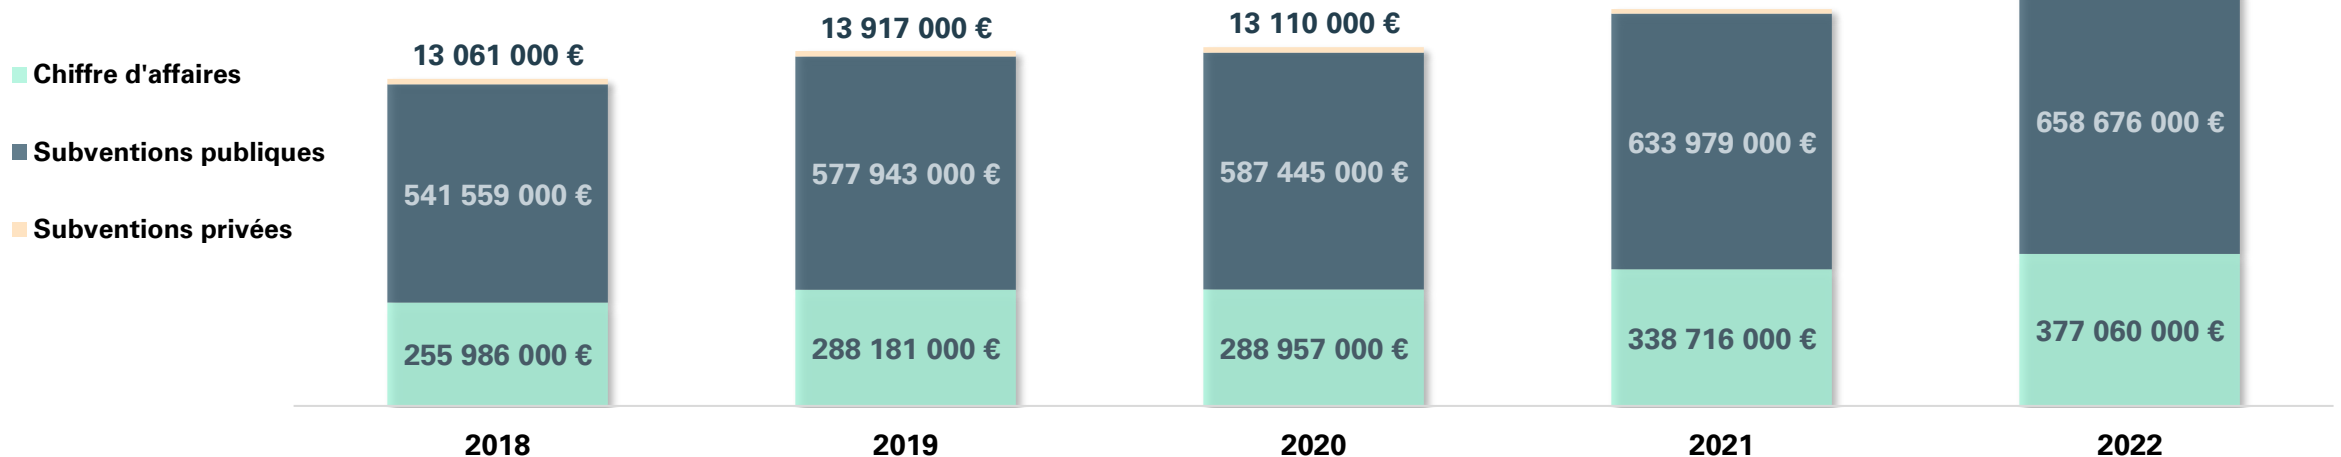 13 061 000 €
13 917 000 €
13 110 000 €
Chiffre d'affaires
Subventions publiques
Subventions privées
541 559 000 €
577 943 000 €
587 445 000 €
633 979 000 €
658 676 000 €
255 986 000 €
288 181 000 €
288 957 000 €
338 716 000 €
377 060 000 €
2018
2019
2020
2021
2022